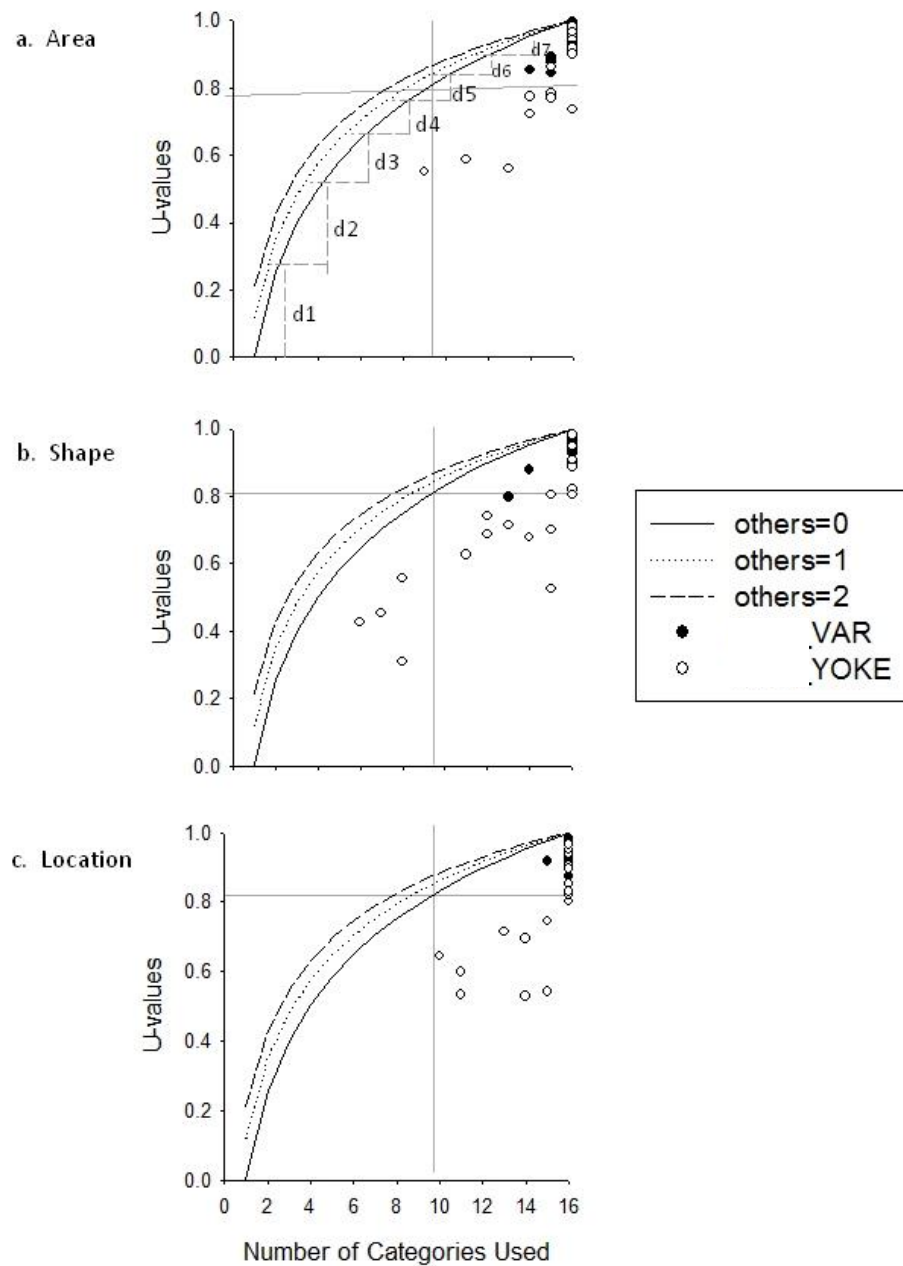 a. Area
1.0
0.8
0.6
0.4
0.2
0.0
U-values
d1
d2
d3
d4
d5
d6
d7
b. Shape
1.0
0.8
0.6
0.4
0.2
0.0
U-values
others=0
others=1
others=2
VAR
YOKE
c. Location
1.0
0.8
0.6
0.4
0.2
0.0
U-values
0 2 4 6 8 10 12 14 16
Number of Categories Used